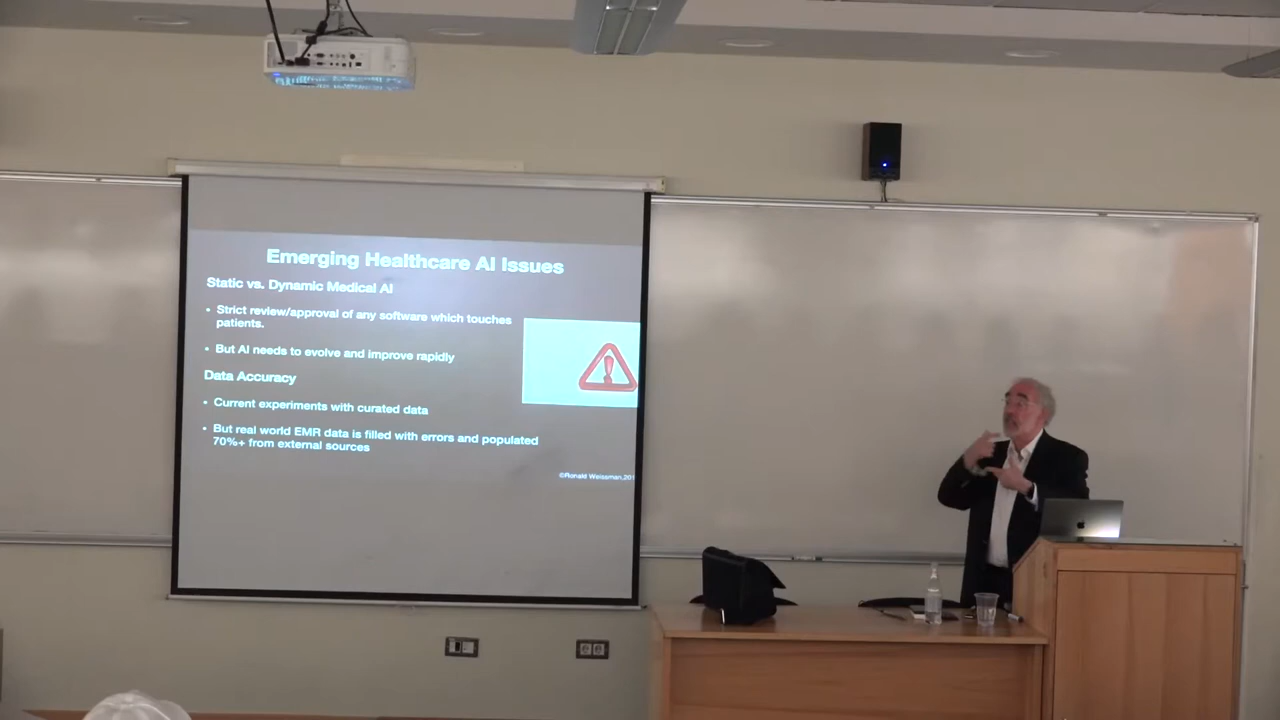 Emerging Healthcare AI Issues
Static vs. Dynamic Medical AI
• Strict review/approval of any software which touches
patients.
• But AI needs to evolve and improve rapidly
Data Accuracy
• Current experiments with curated data
• But real world EMR data is filled with errors and populated
70%+ from external sources
©Ronald Weissman,201